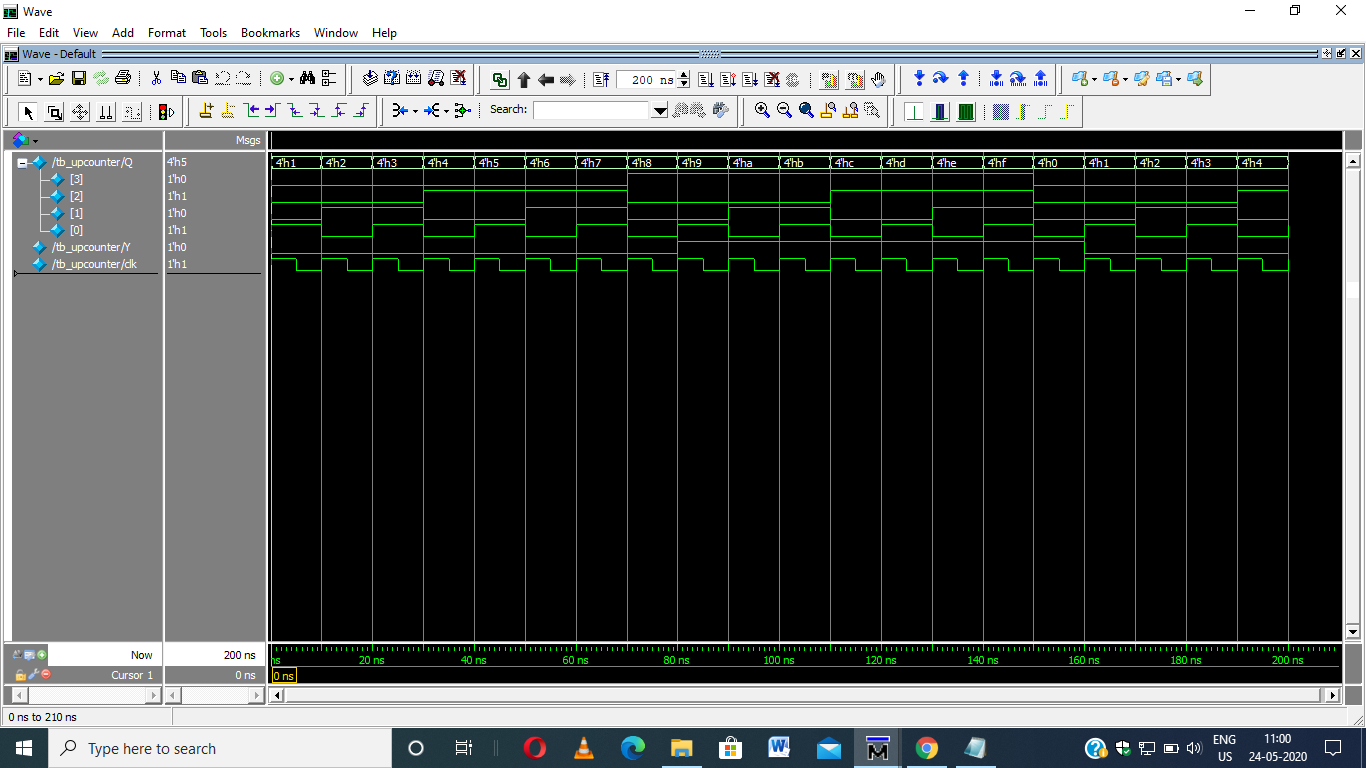 Wave
File Edit View Add Format Tools Bookmarks Window Help
Wave - Default
200 ns
Search:
Msgs
/tb_upcounter/Q 4'h5 4'h1 4'h2 4'h3 4'h4 4'h5 4'h6 4'h7 4'h8 4'h9 4'ha 4'hb 4'hc 4'hd 4'he 4'hf 4'h0 4'h1 4'h2 4'h3 4'h4
[3] 1'h0
[2] 1'h1
[1] 1'h0
[0] 1'h1
/tb_upcounter/Y 1'h0
/tb_upcounter/clk 1'h1
Now 200 ns ns 20 ns 40 ns 60 ns 80 ns 100 ns 120 ns 140 ns 160 ns 180 ns 200 ns
Cursor 1 0 ns 0 ns
0 ns to 210 ns
Type here to search
ENG 11:00
US 24-05-2020